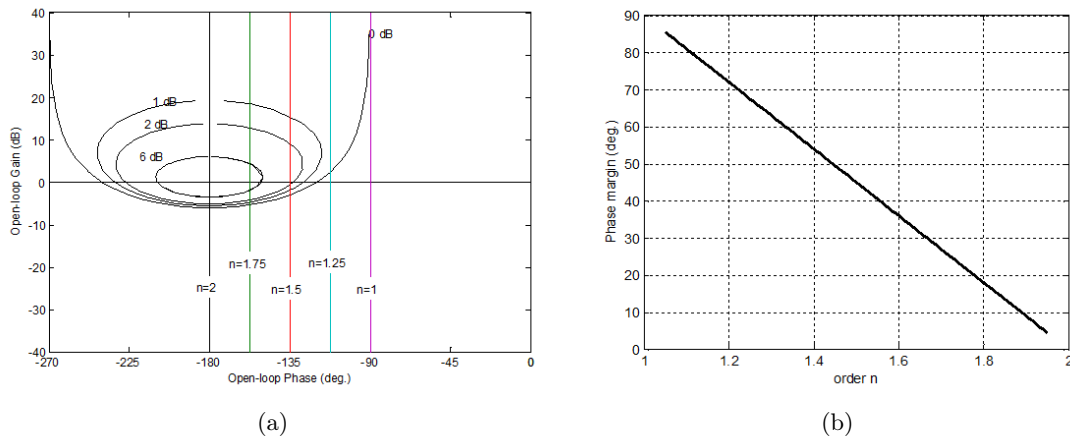 40
30
20
10
0
-10
-20
-30
-40
Open-loop Gain (dB)
0 dB
1 dB
2 dB
6 dB
n=1.75
n=1.25
n=2
n=1.5
n=1
-270
-225
-180
-135
-90
-45
0
Open-loop Phase (deg.)
(a)
90
80
70
60
50
40
30
20
10
0
Phase margin (deg.)
1
1.2
1.4
1.6
1.8
2
order n
(b)